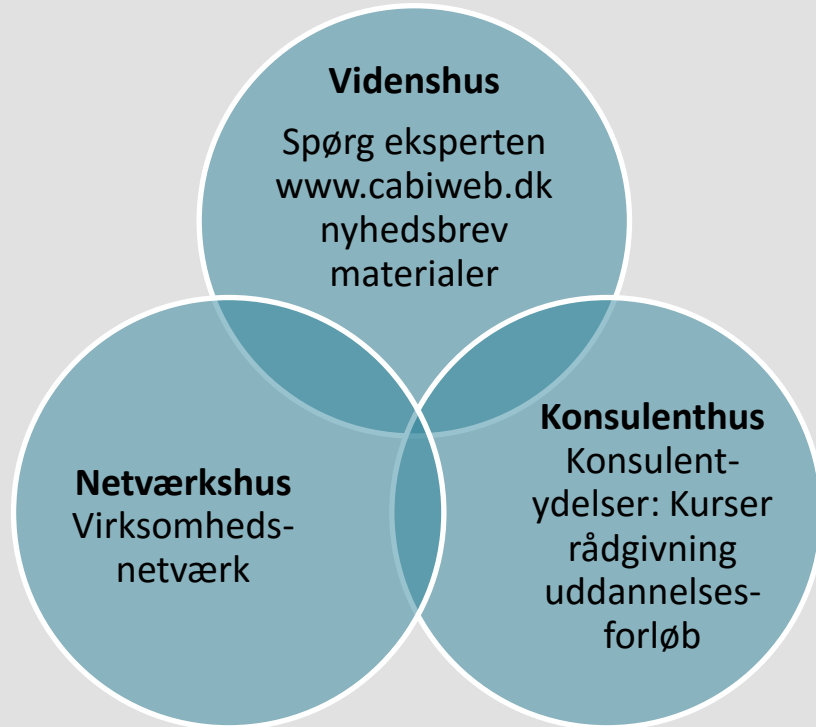 Videnshus
Spørg eksperten
www.cabiweb.dk
nyhedsbrev
materialer
Netværkshus
Virksomheds-
netværk
Konsulenthus
Konsulent-
ydelser: Kurser
rådgivning
uddannelses-
forløb